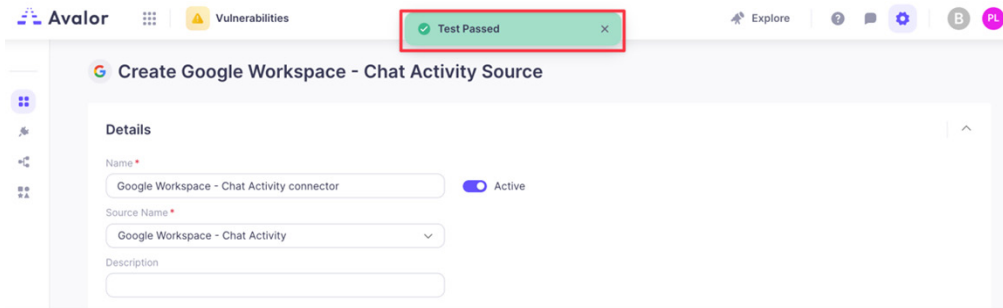 Avalor
Vulnerabilities
Test Passed
Explore
B
PL
Create Google Workspace - Chat Activity Source
Details
Name *
Google Workspace - Chat Activity connector
Active
Source Name *
Google Workspace - Chat Activity
Description